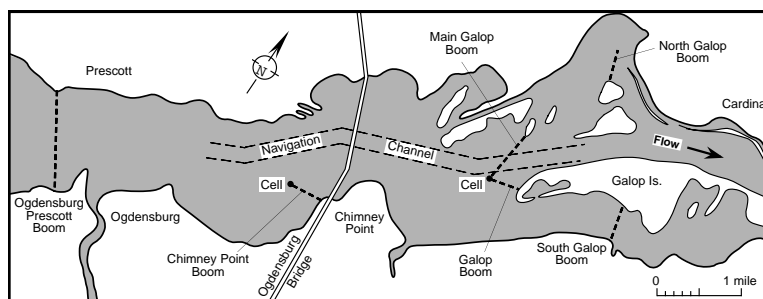 Main Galop
Boom
North Galop
Boom
Prescott
N
Cardina
Navigation
Channel
Flow
Cell
Cell
Galop Is.
Ogdensburg
Prescott
Boom
Ogdensburg
Chimney
Point
Chimney Point
Boom
Ogdensburg
Bridge
Galop
Boom
South Galop
Boom
0
1 mile